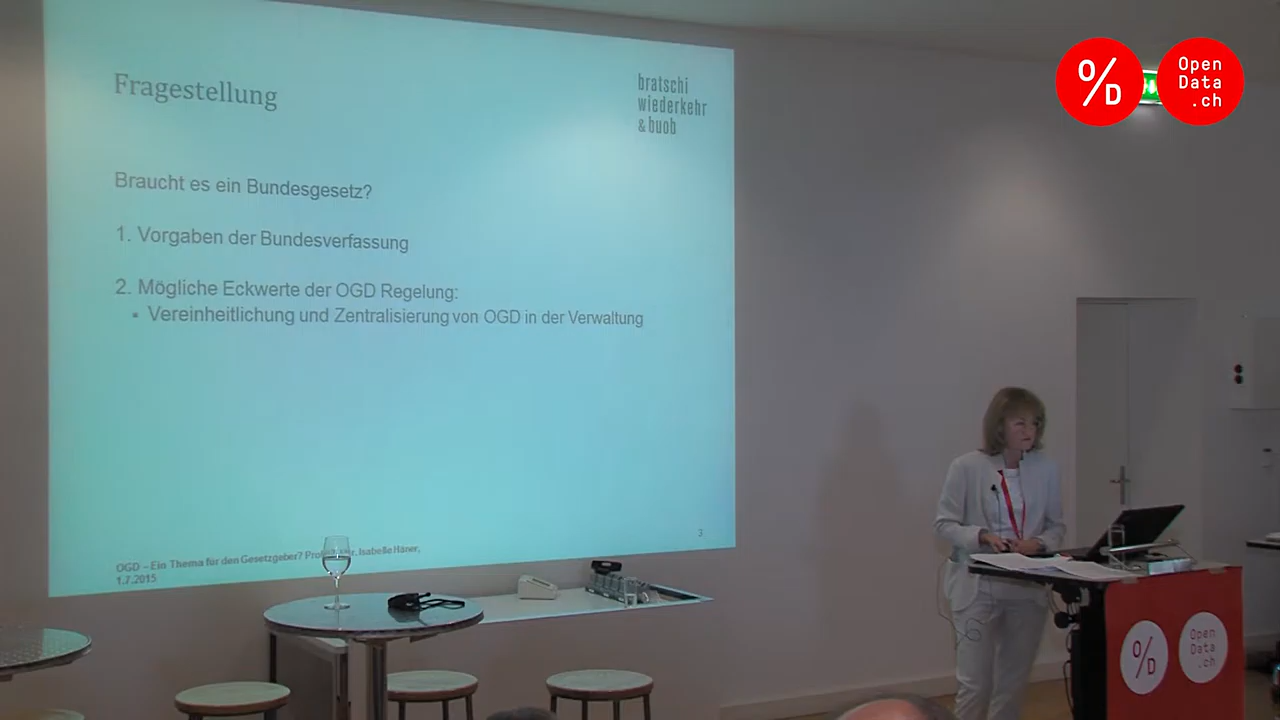 Fragestellung
bratschi
wiederkehr
& buob
Braucht es ein Bundesgesetz?
1. Vorgaben der Bundesverfassung
2. Mögliche Eckwerte der OGD Regelung:
▪ Vereinheitlichung und Zentralisierung von OGD in der Verwaltung
OGD – Ein Thema für den Gesetzgeber? Isabelle Häner,
1.7.2015
3
%D
Open
Data
.ch
%D
Open
Data
.ch